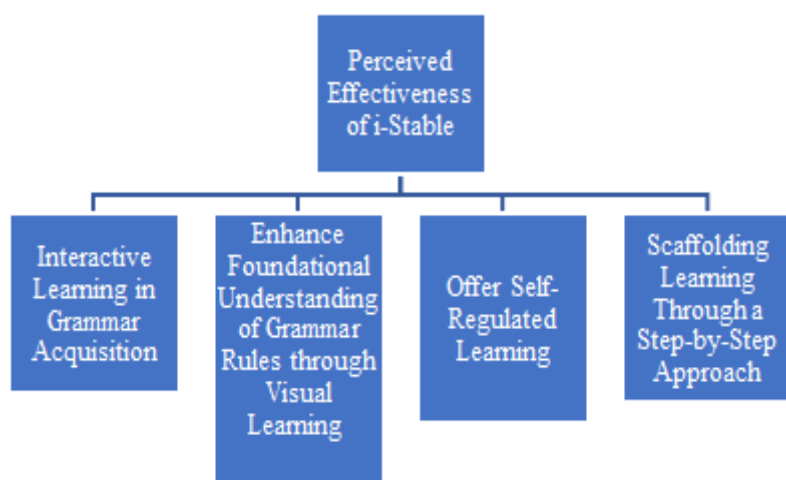 Perceived
Effectiveness
of i-Stable
Interactive
Learning in
Grammar
Acquisition
Enhance
Foundational
Understanding
of Grammar
Rules through
Visual
Learning
Offer Self-
Regulated
Learning
Scaffolding
Learning
Through a
Step-by-Step
Approach